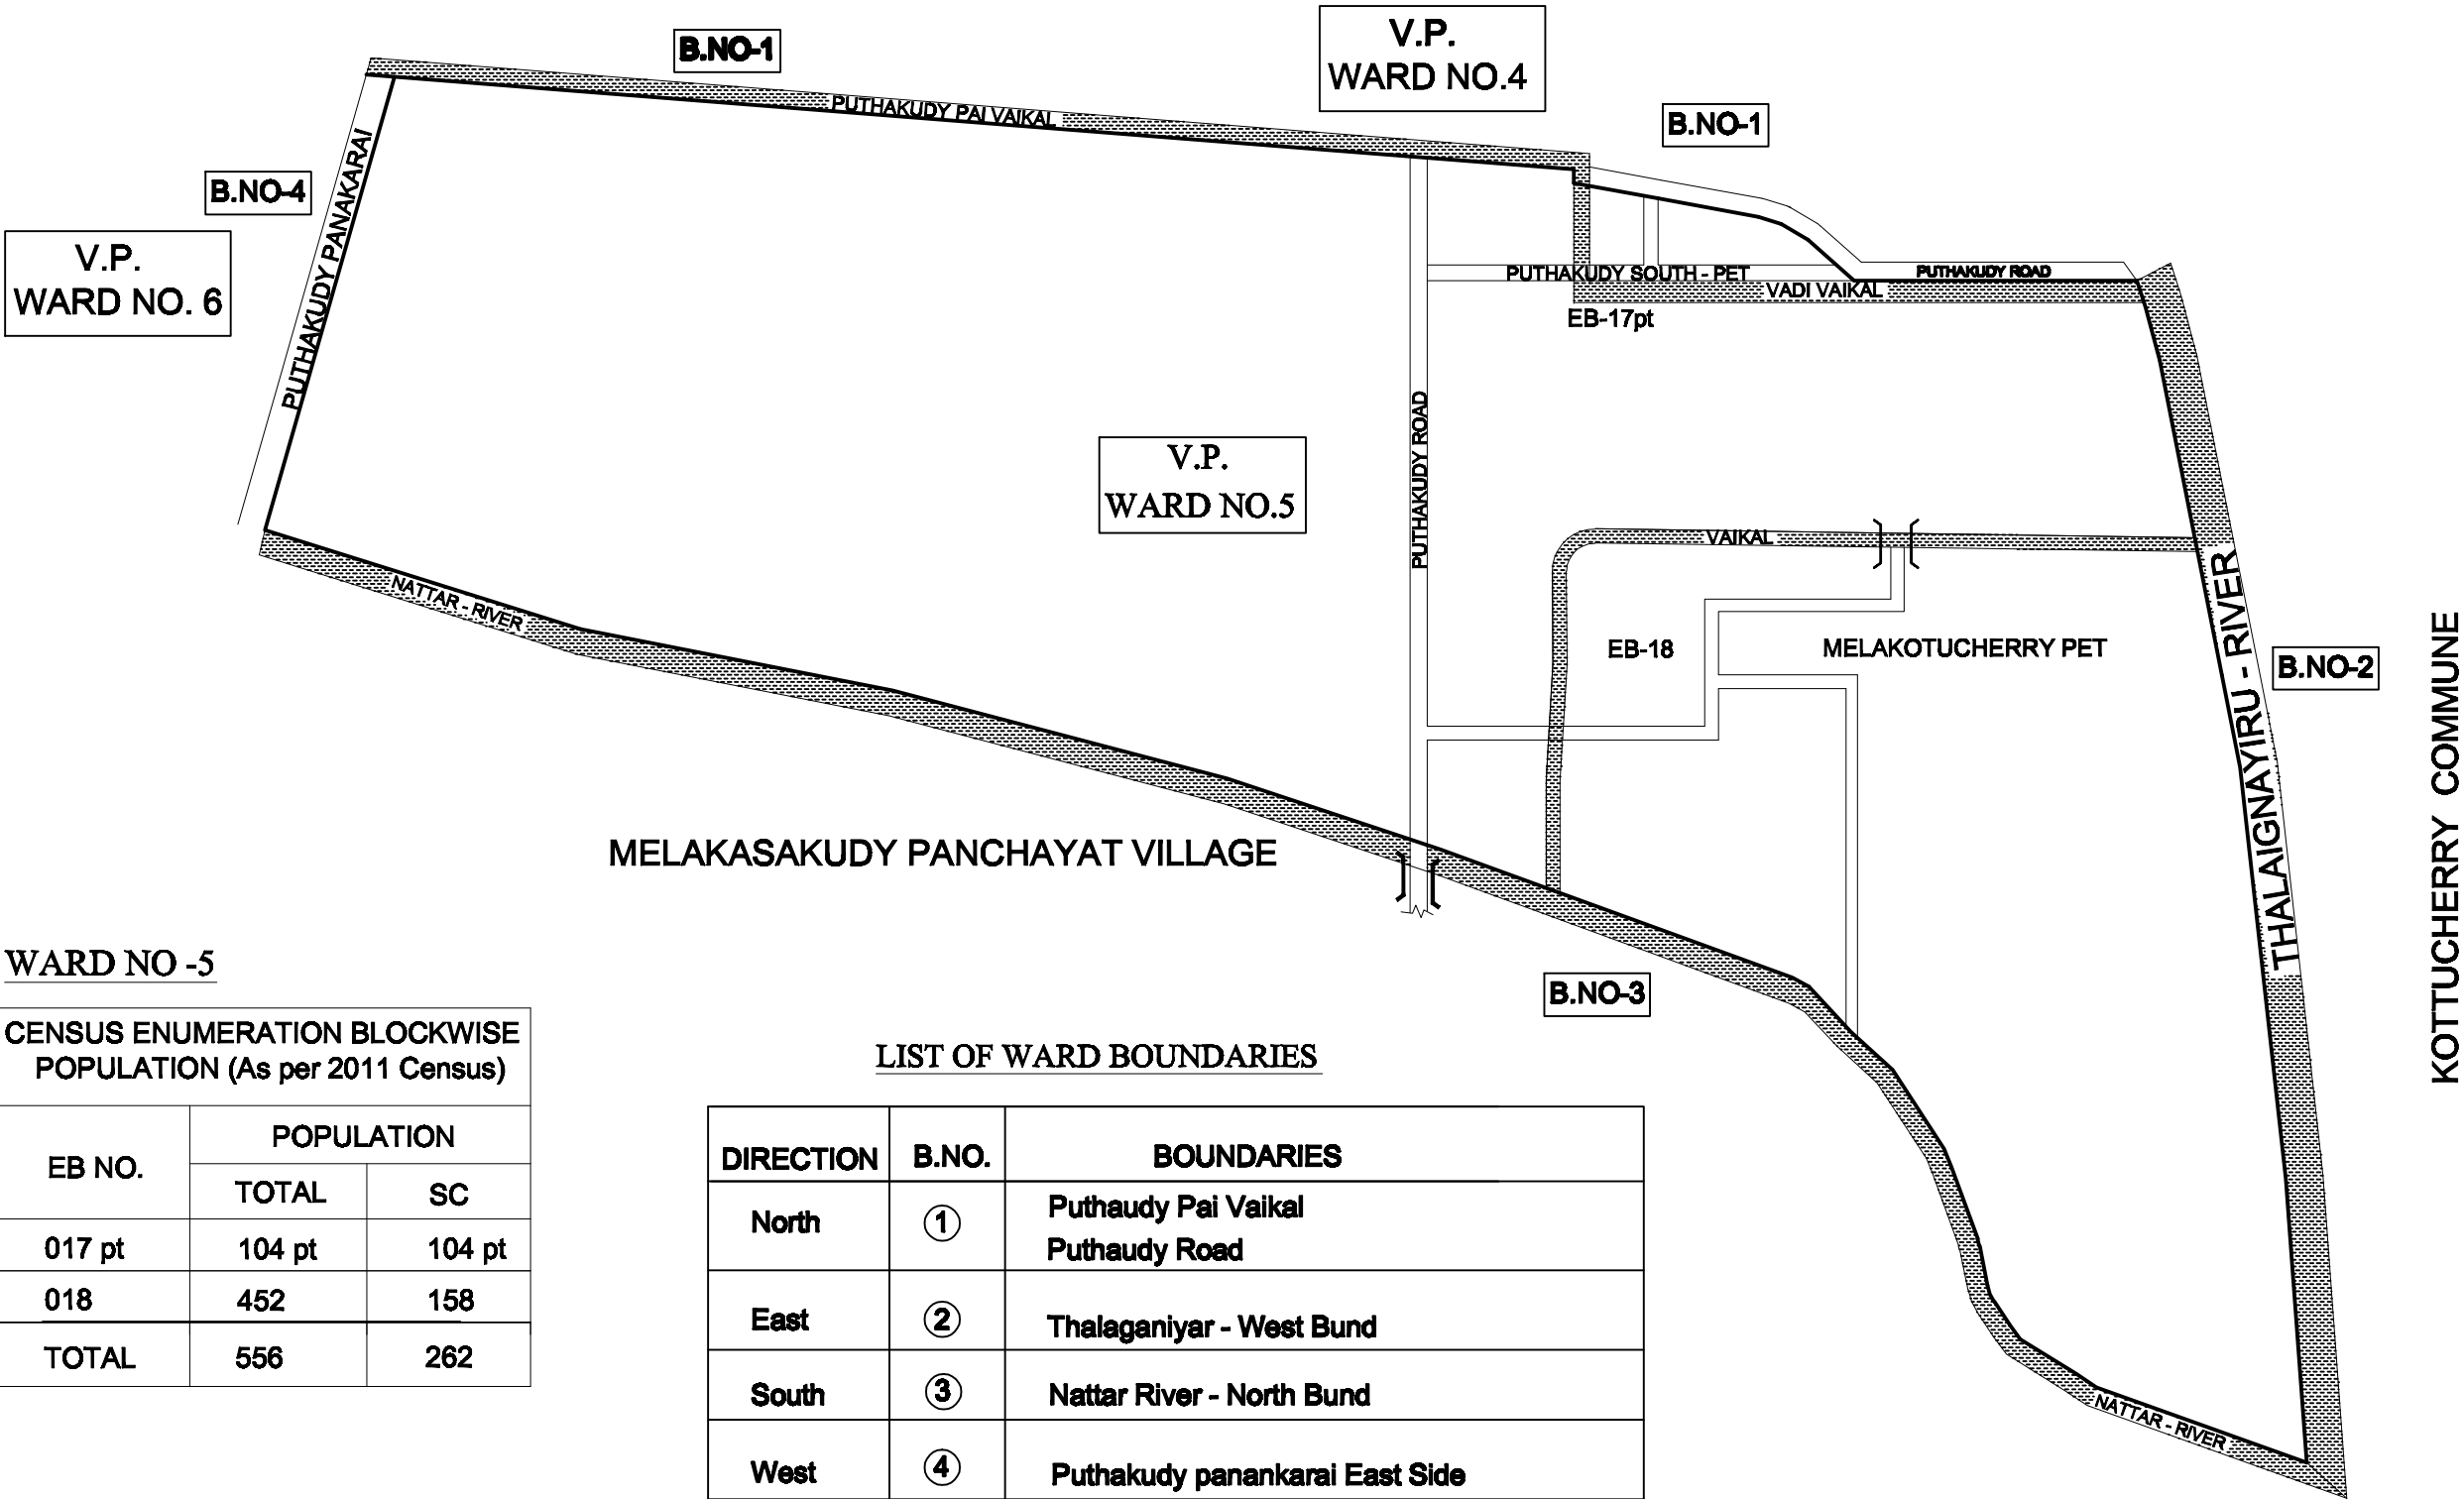 B.NO-1
V.P.
WARD NO.4
B.NO-1
PUTHAKUDY PAI VAIKAL
B.NO-4
PUTHAKUDY PANAKARAI
V.P.
WARD NO. 6
PUTHAKUDY SOUTH - PET
PUTHAKUDY ROAD
VADI VAIKAL
EB-17pt
V.P.
WARD NO.5
PUTHAKUDY ROAD
VAIKAL
NATTAR - RIVER
EB-18
MELAKOTUCHERRY PET
THALAIGNAYIRU - RIVER
B.NO-2
KOTTUCHERRY COMMUNE
MELAKASAKUDY PANCHAYAT VILLAGE
B.NO-3
NATTAR - RIVER
WARD NO -5
CENSUS ENUMERATION BLOCKWISE
POPULATION (As per 2011 Census)
EB NO.
POPULATION
TOTAL SC
017 pt 104 pt 104 pt
018 452 158
TOTAL 556 262
LIST OF WARD BOUNDARIES
DIRECTION B.NO. BOUNDARIES
North 1 Puthaudy Pai Vaikal
Puthaudy Road
East 2 Thalaganiyar - West Bund
South 3 Nattar River - North Bund
West 4 Puthakudy panankarai East Side